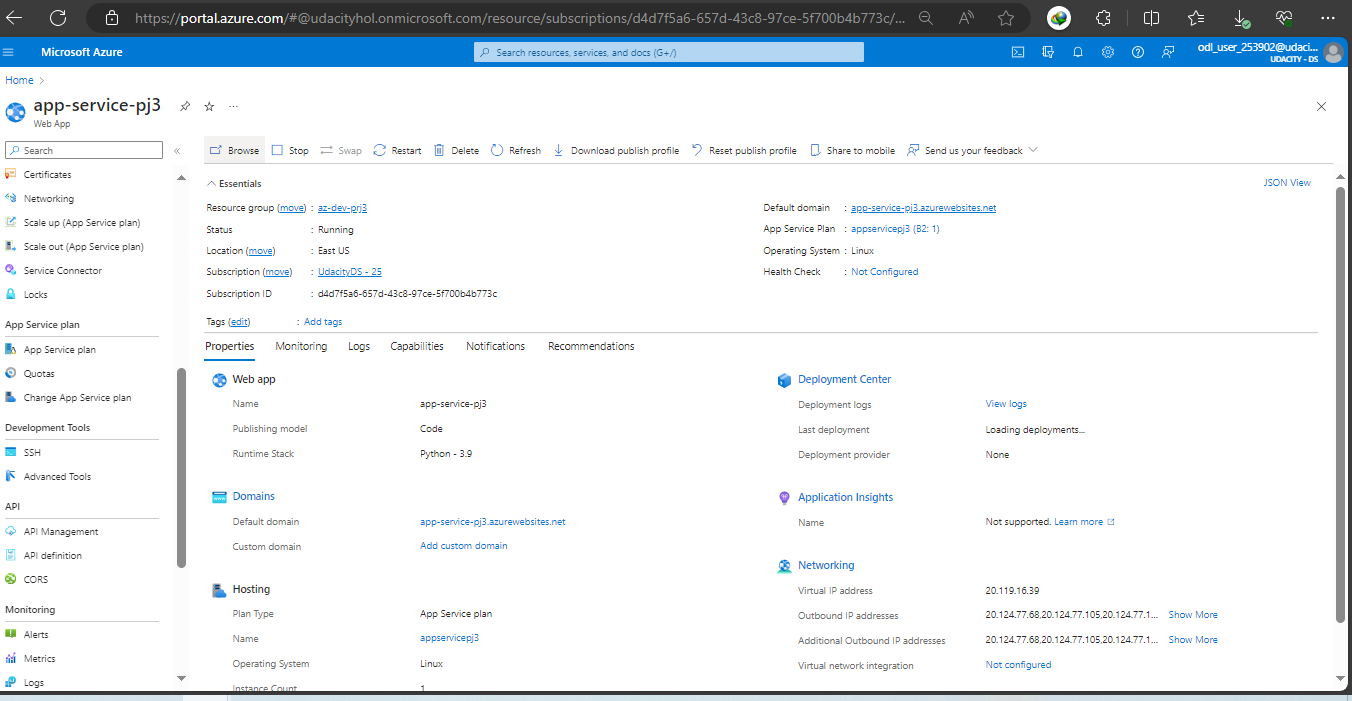 https://portal.azure.com/#@udacityhol.onmicrosoft.com/resource/subscriptions/d4d7f5a6-657d-43c8-97ce-5f700b4b773c/...
Microsoft Azure
Search resources, services, and docs (G+/)
odl_user_253902@udaci...
UDACITY - DS
Home
app-service-pj3
Web App
Search
Browse Stop Swap Restart Delete Refresh Download publish profile Reset publish profile Share to mobile Send us your feedback
Certificates
Networking
Scale up (App Service plan)
Scale out (App Service plan)
Service Connector
Locks
App Service plan
App Service plan
Quotas
Change App Service plan
Development Tools
SSH
Advanced Tools
API
API Management
API definition
CORS
Monitoring
Alerts
Metrics
Logs
Essentials
JSON View
Resource group (move) : az-dev-prj3
Status : Running
Location (move) : East US
Subscription (move) : UdacityDS - 25
Subscription ID : d4d7f5a6-657d-43c8-97ce-5f700b4b773c
Default domain : app-service-pj3.azurewebsites.net
App Service Plan : appservicepj3 (B2: 1)
Operating System : Linux
Health Check : Not Configured
Tags (edit) : Add tags
Properties Monitoring Logs Capabilities Notifications Recommendations
Web app
Name app-service-pj3
Publishing model Code
Runtime Stack Python - 3.9
Domains
Default domain app-service-pj3.azurewebsites.net
Custom domain Add custom domain
Hosting
Plan Type App Service plan
Name appservicepj3
Operating System Linux
Instance Count 1
Deployment Center
Deployment logs View logs
Last deployment Loading deployments...
Deployment provider None
Application Insights
Name Not supported. Learn more
Networking
Virtual IP address 20.119.16.39
Outbound IP addresses 20.124.77.68,20.124.77.105,20.124.77.1... Show More
Additional Outbound IP addresses 20.124.77.68,20.124.77.105,20.124.77.1... Show More
Virtual network integration Not configured